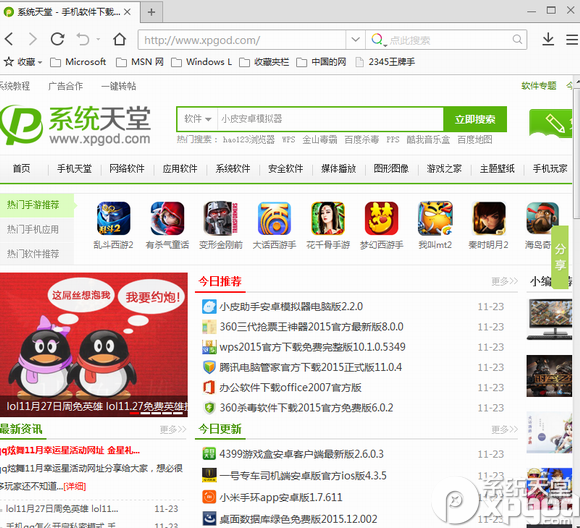 系统天堂 - 手机软件下载...
http://www.xpgod.com/
点此搜索
收藏 Microsoft MSN 网 Windows L 收藏夹栏 中国的网 2345王牌手
系统教程 广告合作 一键转帖 软件专题
系统天堂
www.xpgod.com
软件 小皮安卓模拟器 立即搜索
热门搜索: hao123浏览器 WPS 金山毒霸 百度杀毒 PPS 酷我音乐盒 百度地图
首页 手机天堂 网络软件 应用软件 系统软件 安全软件 媒体播放 图形图像 游戏之家 主题壁纸 手机玩家
热门手游推荐
热门手机应用
热门软件推荐
乱斗西游2 有杀气童话 变形金刚前 大话西游手 花千骨手游 梦幻西游手 我叫mt2 秦时明月2 海岛奇
分享
这屌丝想泡我
我要约炮!
lol11月27日周免英雄 lol11.27免费英雄
今日推荐 更多>>
小皮助手安卓模拟器电脑版2.2.0 11-23
360三代抢票王神器2015官方最新版8.0.0 11-23
wps2015官方下载免费完整版10.1.0.5349 11-23
腾讯电脑管家官方下载2015正式版11.0.4 11-23
办公软件下载office2007官方版 11-23
360杀毒软件下载2015官方免费版6.0.2 11-23
小编
最新资讯 更多>>
qq炫舞11月幸运星活动网址 金星礼...
qq炫舞11月幸运星活动网址分享给大家，想必很
多玩家还不知道...[详细]
lol11月27日周免英雄 lol11... 11-23
手机qq怎么开启私密模式 手...
今日更新 更多>>
4399游戏盒安卓客户端最新版2.6.0.3 11-23
一号专车司机端安卓版官方ios版4.3.5
小米手环app安卓版1.7.611
桌面数据库绿色免费版2015.12.002
系统天堂
xpgod.com